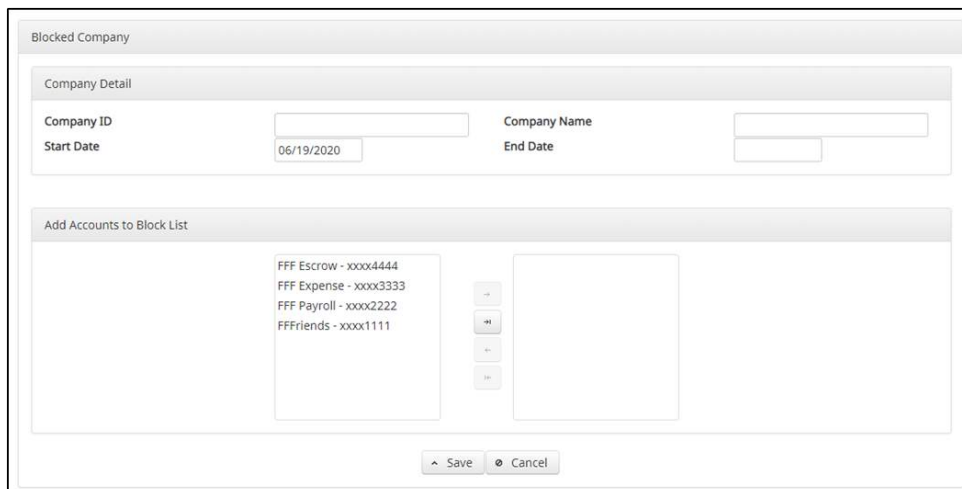 Blocked Company
Company Detail
Company ID
Company Name
Start Date 06/19/2020
End Date
Add Accounts to Block List
FFF Escrow - xxxx4444
FFF Expense - xxxx3333
FFF Payroll - xxxx2222
FFFriends - xxxx1111
Save Cancel